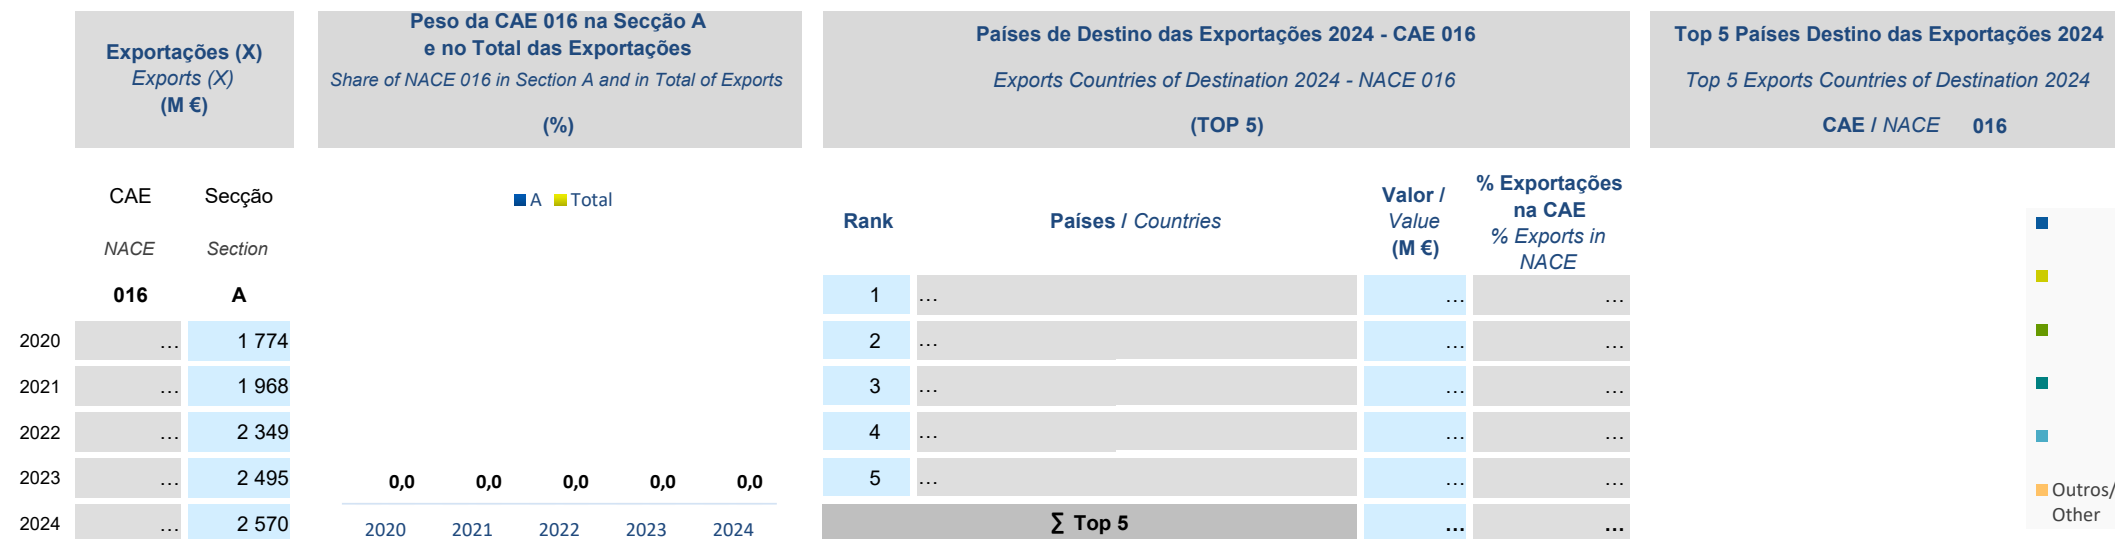 Exportações (X)
Exports (X)
(M €)
Peso da CAE 016 na Secção A
e no Total das Exportações
Share of NACE 016 in Section A and in Total of Exports
(%)
Países de Destino das Exportações 2024 - CAE 016
Exports Countries of Destination 2024 - NACE 016
(TOP 5)
Top 5 Países Destino das Exportações 2024
Top 5 Exports Countries of Destination 2024
CAE / NACE 016
CAE Secção
NACE Section
016 A
2020 … 1 774
2021 … 1 968
2022 … 2 349
2023 … 2 495
2024 … 2 570
A Total
0,0 0,0 0,0 0,0 0,0
2020 2021 2022 2023 2024
Rank
Países / Countries
Valor /
Value
(M €)
% Exportações
na CAE
% Exports in
NACE
1 … … …
2 … … …
3 … … …
4 … … …
5 … … …
∑ Top 5 … …
Outros/
Other